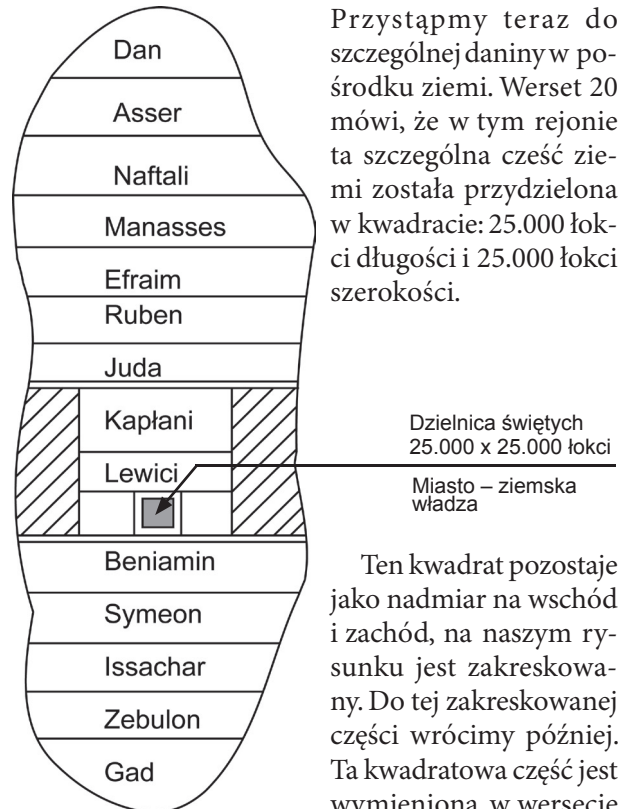 Dan
Asser
Naftali
Manasses
Efraim
Ruben
Juda
Kapłani
Lewici
Beniamin
Symeon
Issachar
Zebulon
Gad
Przystąpmy teraz do
szczególnej daniny w po-
środku ziemi. Werset 20
mówi, że w tym rejonie
ta szczególna cześć zie-
mi została przydzielona
w kwadracie: 25.000 łok-
ci długości i 25.000 łokci
szerokości.
Dzielnica świętych
25.000 x 25.000 łokci
Miasto – ziemska
władza
Ten kwadrat pozostaje
jako nadmiar na wschód
i zachód, na naszym ry-
sunku jest zakreskowa-
ny. Do tej zakreskowanej
części wrócimy później.
Ta kwadratowa część jest
wymieniona w wersecie